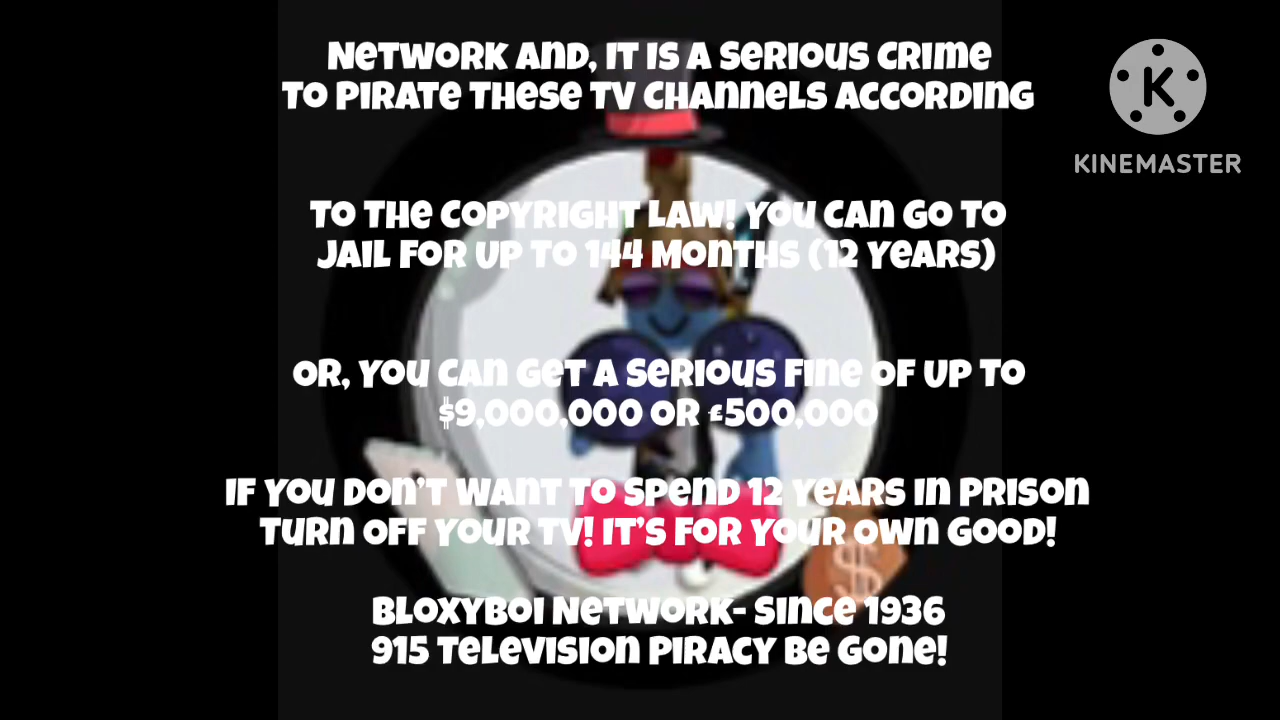 NETWORK AND, IT IS A SERIOUS CRIME
TO PIRATE THESE TV CHANNELS ACCORDING
K
KINEMASTER
TO THE COPYRIGHT LAW! YOU CAN GO TO
JAIL FOR UP TO 144 MONTHS (12 YEARS)
OR, YOU CAN GET A SERIOUS FINE OF UP TO
$9,000,000 OR £500,000
IF YOU DON'T WANT TO SPEND 12 YEARS IN PRISON
TURN OFF YOUR TV! IT'S FOR YOUR OWN GOOD!
$
BLOXYBOI NETWORK- SINCE 1936
915 TELEVISION PIRACY BE GONE!